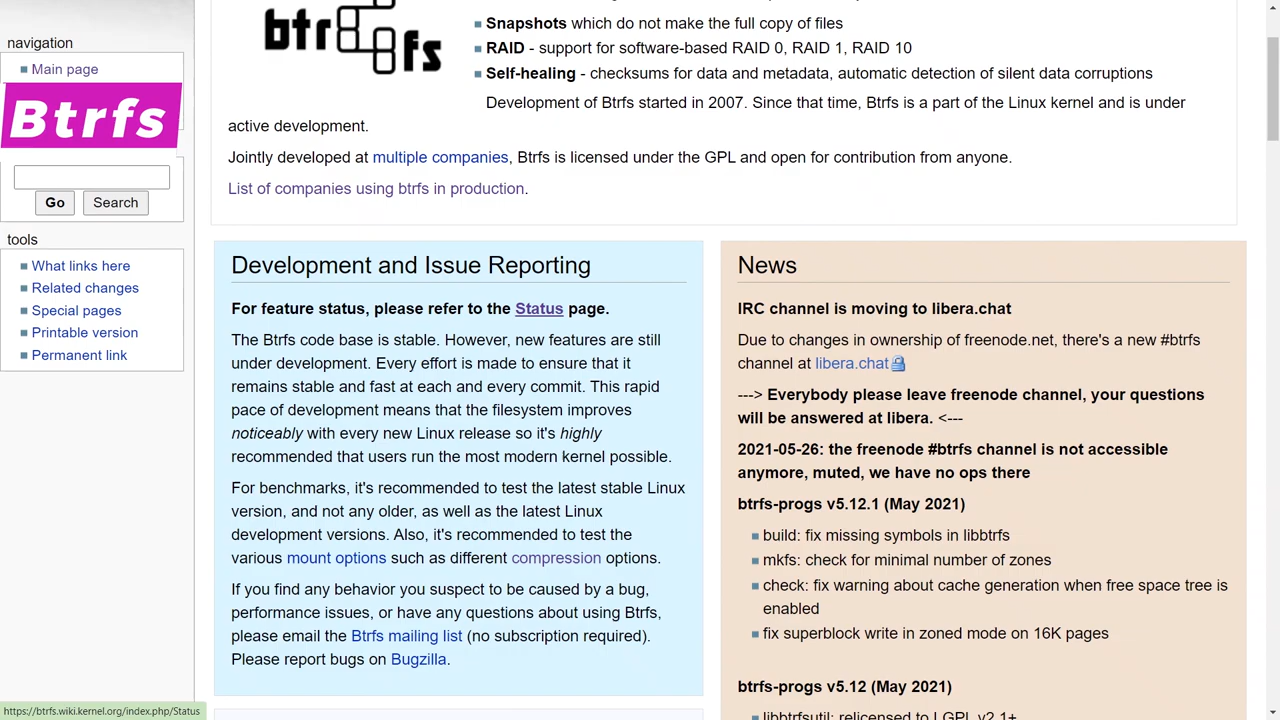 navigation
Main page
Btrfs
Go Search
tools
What links here
Related changes
Special pages
Printable version
Permanent link
btrfs
Snapshots which do not make the full copy of files
RAID - support for software-based RAID 0, RAID 1, RAID 10
Self-healing - checksums for data and metadata, automatic detection of silent data corruptions
Development of Btrfs started in 2007. Since that time, Btrfs is a part of the Linux kernel and is under
active development.
Jointly developed at multiple companies, Btrfs is licensed under the GPL and open for contribution from anyone.
List of companies using btrfs in production.
Development and Issue Reporting
For feature status, please refer to the Status page.
The Btrfs code base is stable. However, new features are still
under development. Every effort is made to ensure that it
remains stable and fast at each and every commit. This rapid
pace of development means that the filesystem improves
noticeably with every new Linux release so it's highly
recommended that users run the most modern kernel possible.
For benchmarks, it's recommended to test the latest stable Linux
version, and not any older, as well as the latest Linux
development versions. Also, it's recommended to test the
various mount options such as different compression options.
If you find any behavior you suspect to be caused by a bug,
performance issues, or have any questions about using Btrfs,
please email the Btrfs mailing list (no subscription required).
Please report bugs on Bugzilla.
News
IRC channel is moving to libera.chat
Due to changes in ownership of freenode.net, there's a new #btrfs
channel at libera.chat
---> Everybody please leave freenode channel, your questions
will be answered at libera. <---
2021-05-26: the freenode #btrfs channel is not accessible
anymore, muted, we have no ops there
btrfs-progs v5.12.1 (May 2021)
build: fix missing symbols in libbtrfs
mkfs: check for minimal number of zones
check: fix warning about cache generation when free space tree is
enabled
fix superblock write in zoned mode on 16K pages
btrfs-progs v5.12 (May 2021)
libbtrfsutil: relicensed to LGPL v2.1+
https://btrfs.wiki.kernel.org/index.php/Status